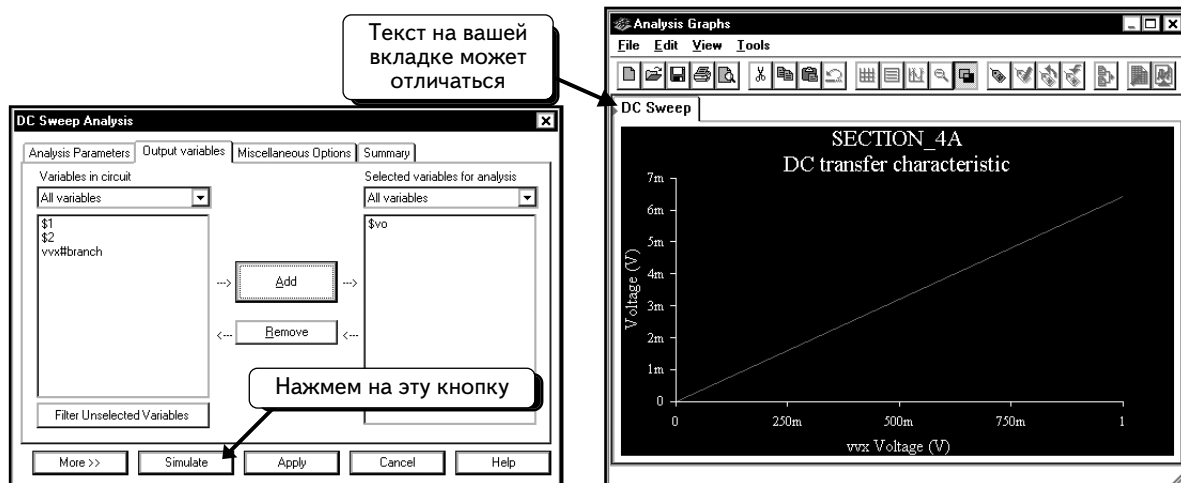 Текст на вашей
вкладке может
отличаться
DC Sweep Analysis
Analysis Parameters
Output variables
Miscellaneous Options
Summary
Variables in circuit
All variables
$1
$2
vvx#branch
--->
Add
--->
<---
Remove
<---
Selected variables for analysis
All variables
$vo
Нажмем на эту кнопку
Filter Unselected Variables
More >>
Simulate
Apply
Cancel
Help
Analysis Graphs
File Edit View Tools
DC Sweep
SECTION_4A
DC transfer characteristic
Voltage (V)
7m
6m
5m
4m
3m
2m
1m
0
0 250m 500m 750m 1
vvx Voltage (V)